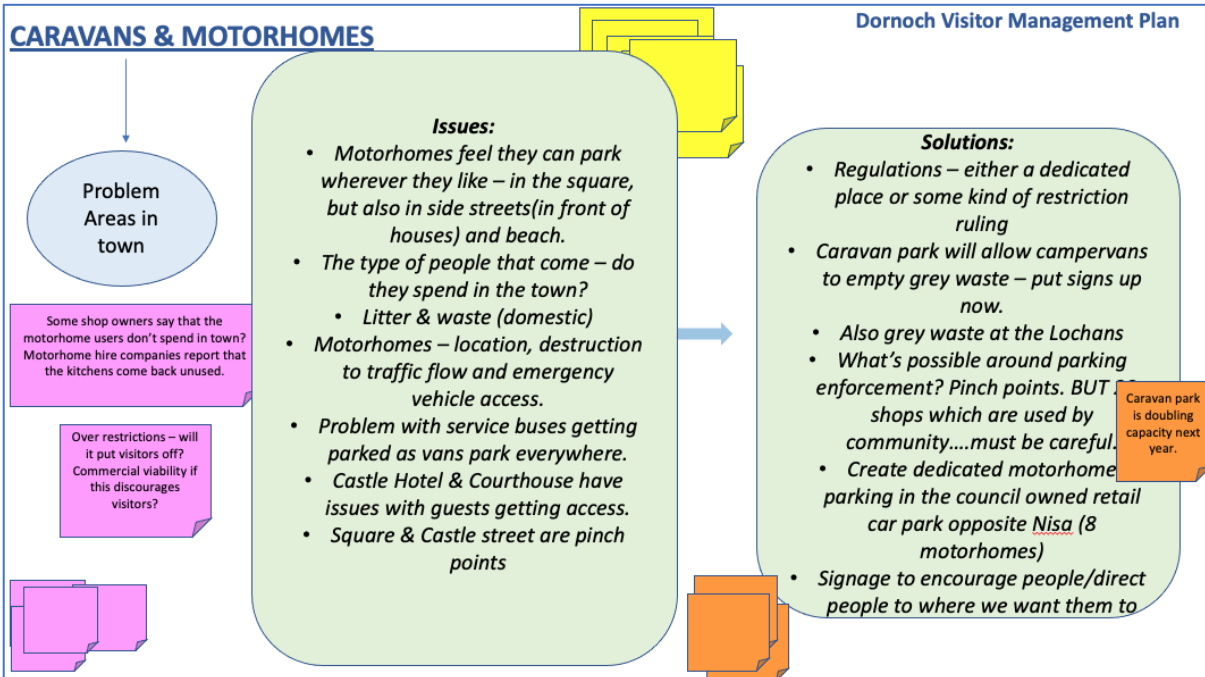 CARAVANS & MOTORHOMES
Dornoch Visitor Management Plan
Problem
Areas in
town
Some shop owners say that the
motorhome users don't spend in town?
Motorhome hire companies report that
the kitchens come back unused.
Over restrictions – will
it put visitors off?
Commercial viability if
this discourages
visitors?
Issues:
• Motorhomes feel they can park
wherever they like – in the square,
but also in side streets(in front of
houses) and beach.
• The type of people that come – do
they spend in the town?
• Litter & waste (domestic)
• Motorhomes – location, destruction
to traffic flow and emergency
vehicle access.
• Problem with service buses getting
parked as vans park everywhere.
• Castle Hotel & Courthouse have
issues with guests getting access.
• Square & Castle street are pinch
points
Solutions:
• Regulations – either a dedicated
place or some kind of restriction
ruling
• Caravan park will allow campervans
to empty grey waste – put signs up
now.
• Also grey waste at the Lochans
• What's possible around parking
enforcement? Pinch points. BUT
shops which are used by
community….must be careful.
• Create dedicated motorhome
parking in the council owned retail
car park opposite Nisa (8
motorhomes)
• Signage to encourage people/direct
people to where we want them to
Caravan park
is doubling
capacity next
year.